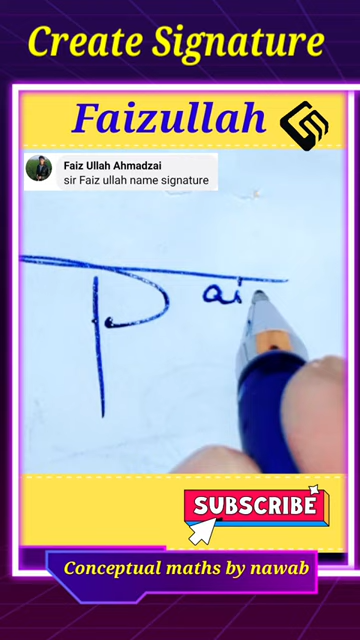 Create Signature
Faizullah
Faiz Ullah Ahmadzai
sir Faiz ullah name signature
ai
SUBSCRIBE
Conceptual maths by nawab